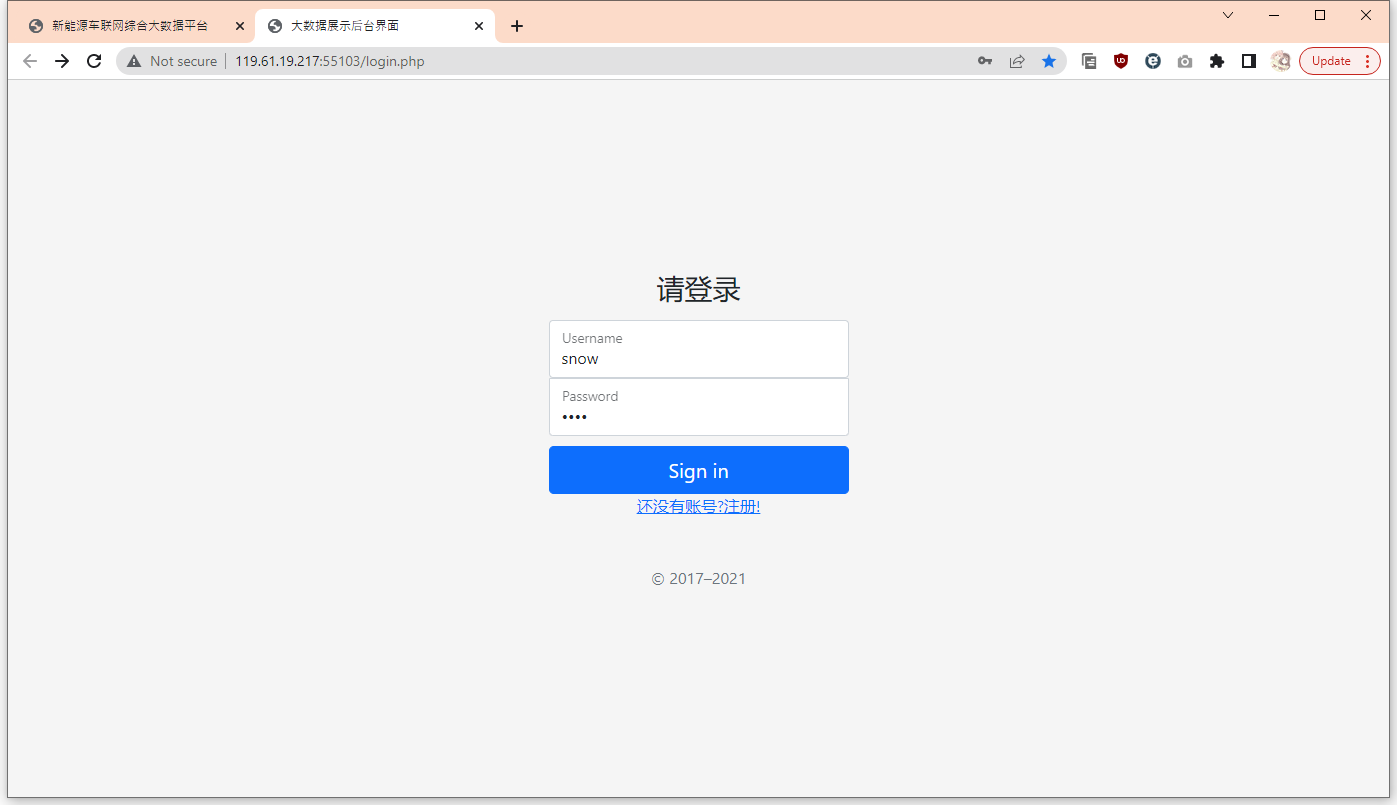 新能源车联网综合大数据平台
大数据展示后台界面
Not secure
119.61.19.217:55103/login.php
Update
请登录
Username
snow
Password
••••
Sign in
还没有账号?注册!
© 2017–2021